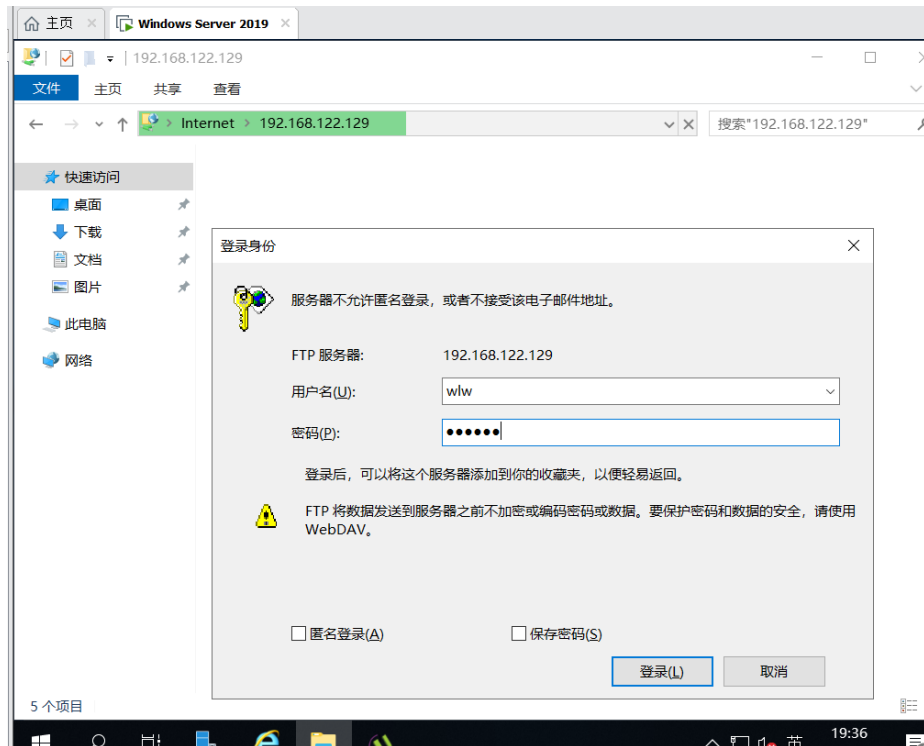 主页
Windows Server 2019
192.168.122.129
文件 主页 共享 查看
Internet 192.168.122.129
搜索"192.168.122.129"
快速访问
桌面
下载
文档
图片
此电脑
网络
登录身份
服务器不允许匿名登录，或者不接受该电子邮件地址。
FTP 服务器: 192.168.122.129
用户名(U): wlw
密码(P): ●●●●●●
登录后，可以将这个服务器添加到你的收藏夹，以便轻易返回。
FTP 将数据发送到服务器之前不加密或编码密码或数据。要保护密码和数据的安全，请使用
WebDAV。
匿名登录(A) 保存密码(S)
登录(L) 取消
5 个项目
英
19:36